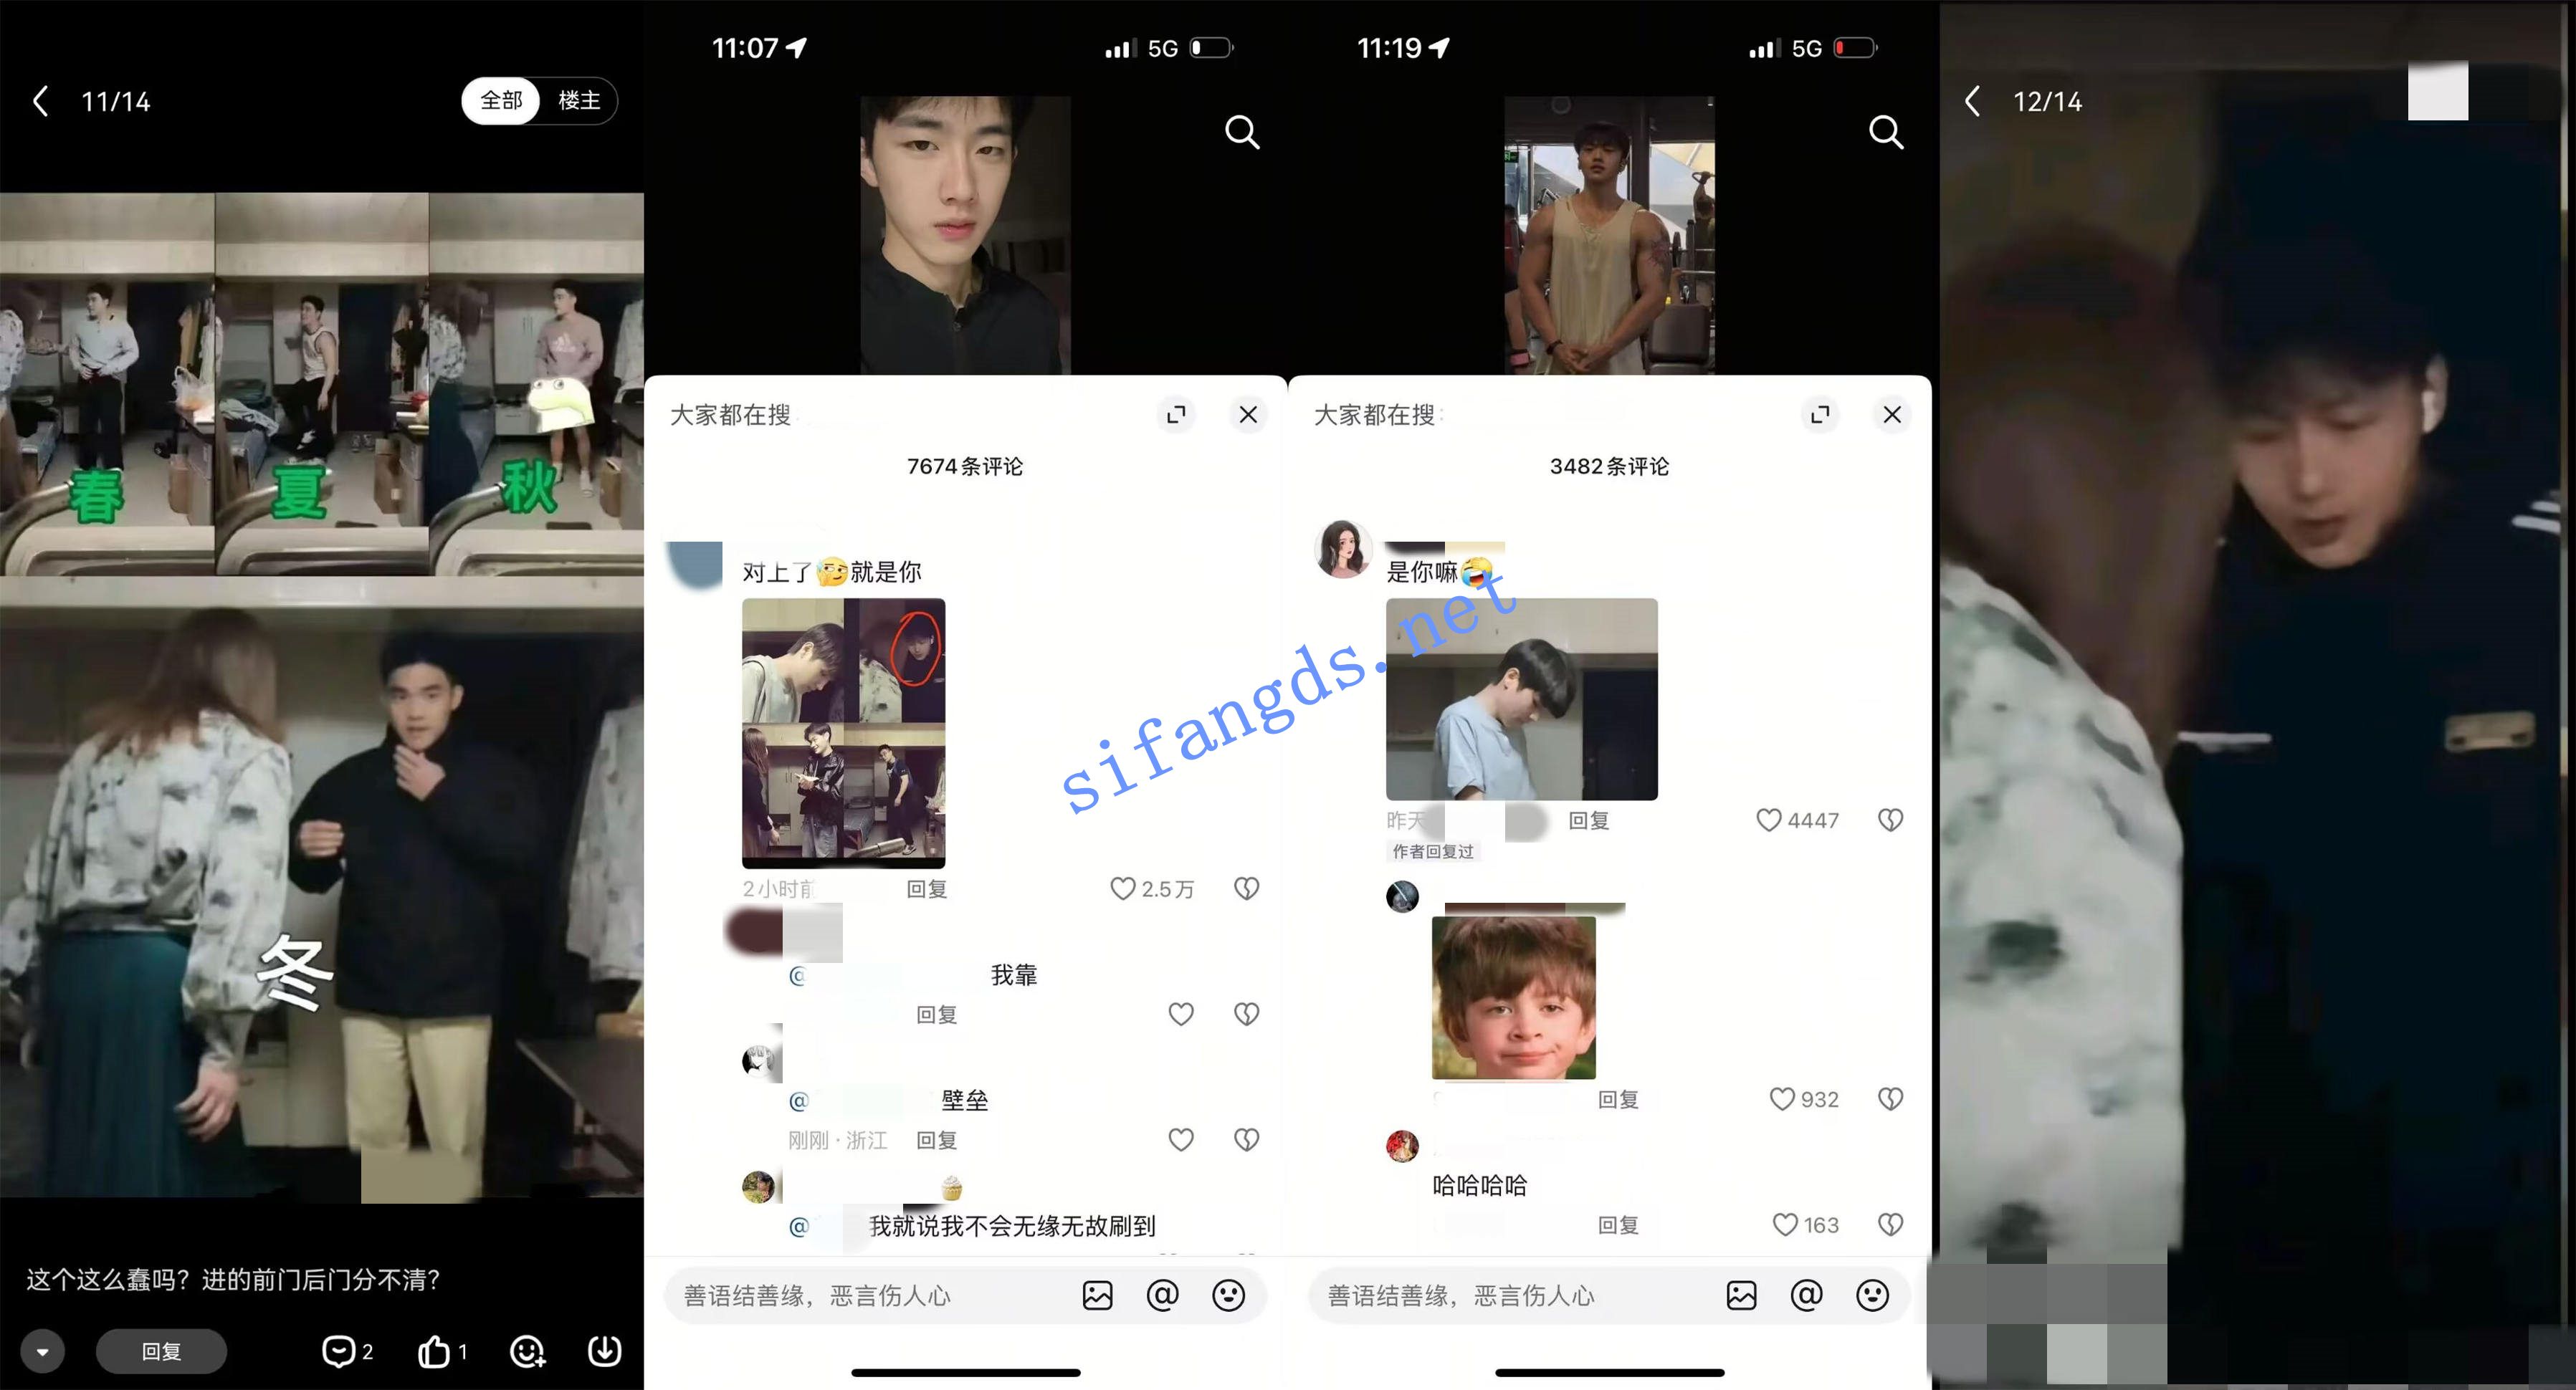 11/14
全部
楼主
春
夏
秋
冬
这个这么蠢吗？进的前门后门分不清？
回复
2
1
11:07
5G
大家都在搜
7674条评论
对上了🫣就是你
2小时前
回复
2.5万
@
我靠
回复
@
壁垒
刚刚·浙江
回复
🧁
@
我就说我不会无缘无故刷到
善语结善缘，恶言伤人心
11:19
5G
大家都在搜：
3482条评论
是你嘛😭
昨天
回复
4447
作者回复过
回复
932
哈哈哈哈
回复
163
善语结善缘，恶言伤人心
12/14
sifangds.net